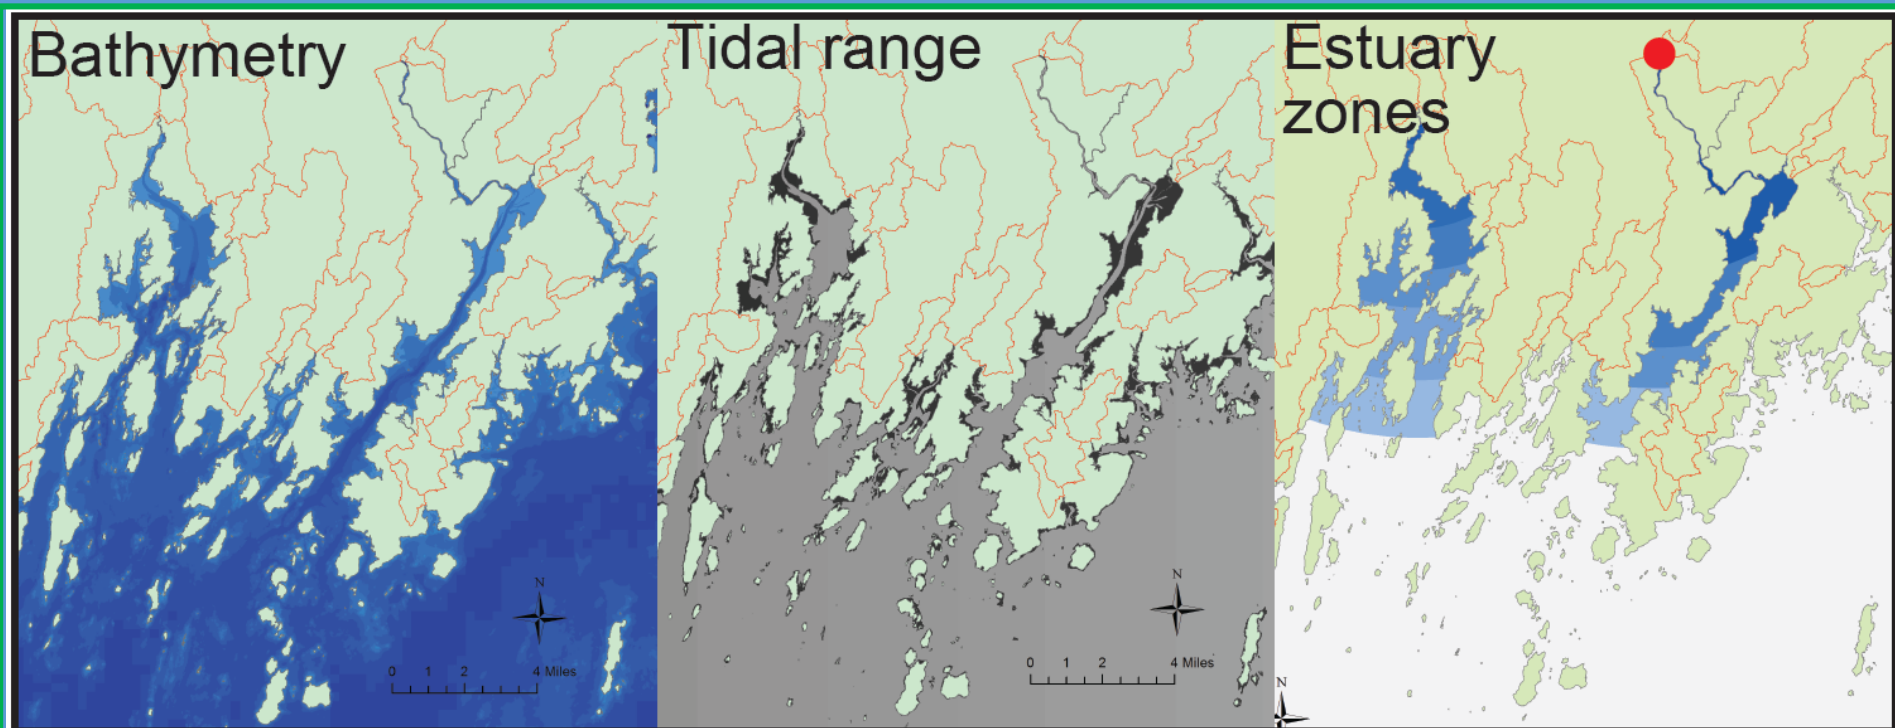 Bathymetry
Tidal range
Estuary
zones
N
0 1 2 4 Miles
N
0 1 2 4 Miles
N